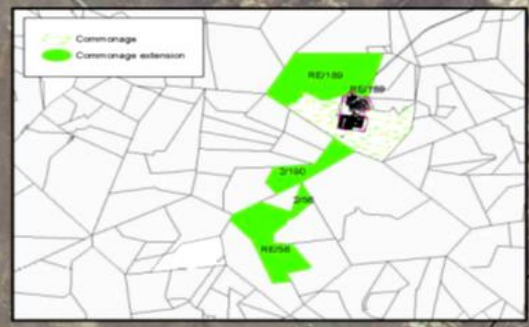 Commonage
Commonage extension
RE/189
RE/189
2/190
2/56
RE/56